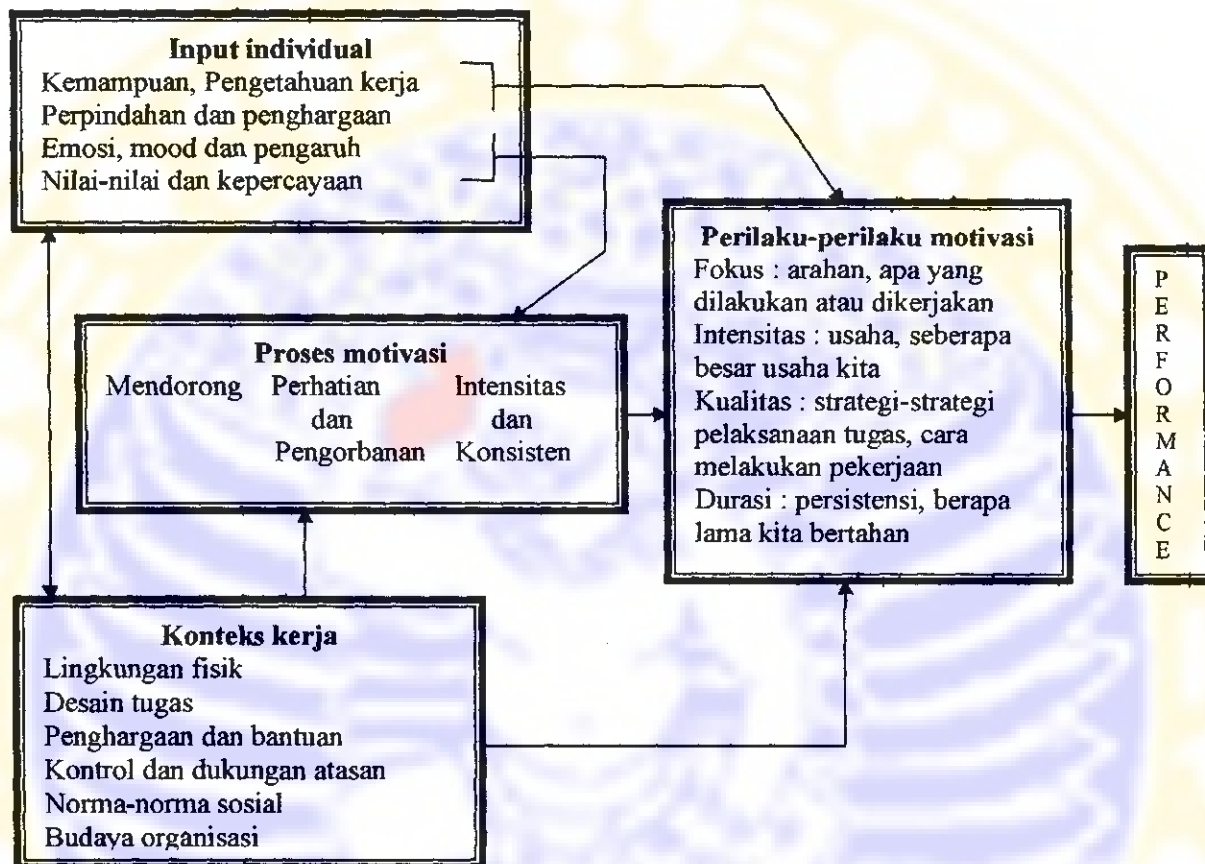 Input individual
Kemampuan, Pengetahuan kerja
Perpindahan dan penghargaan
Emosi, mood dan pengaruh
Nilai-nilai dan kepercayaan
Proses motivasi
Mendorong Perhatian Intensitas
dan dan
Pengorbanan Konsisten
Perilaku-perilaku motivasi
Fokus : arahan, apa yang
dilakukan atau dikerjakan
Intensitas : usaha, seberapa
besar usaha kita
Kualitas : strategi-strategi
pelaksanaan tugas, cara
melakukan pekerjaan
Durasi : persistensi, berapa
lama kita bertahan
P
E
R
F
O
R
M
A
N
C
E
Konteks kerja
Lingkungan fisik
Desain tugas
Penghargaan dan bantuan
Kontrol dan dukungan atasan
Norma-norma sosial
Budaya organisasi